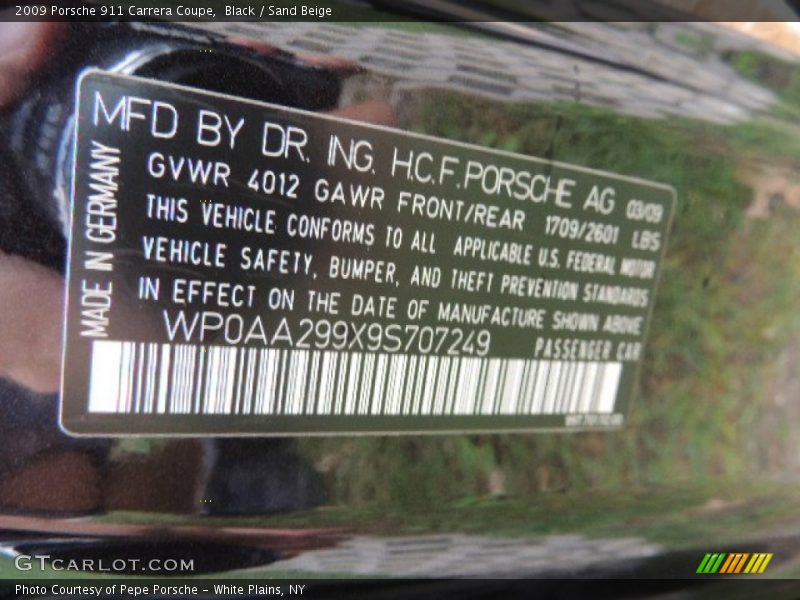 2009 Porsche 911 Carrera Coupe, Black / Sand Beige
MFD BY DR. ING. H.C.F.PORSCHE AG 03/09
GVWR 4012 GAWR FRONT/REAR 1709/2601 LBS
THIS VEHICLE CONFORMS TO ALL APPLICABLE U.S. FEDERAL MOTOR
VEHICLE SAFETY, BUMPER, AND THEFT PREVENTION STANDARDS
IN EFFECT ON THE DATE OF MANUFACTURE SHOWN ABOVE
WP0AA299X9S707249 PASSENGER CAR
MADE IN GERMANY
GTCARLOT.COM
Photo Courtesy of Pepe Porsche - White Plains, NY